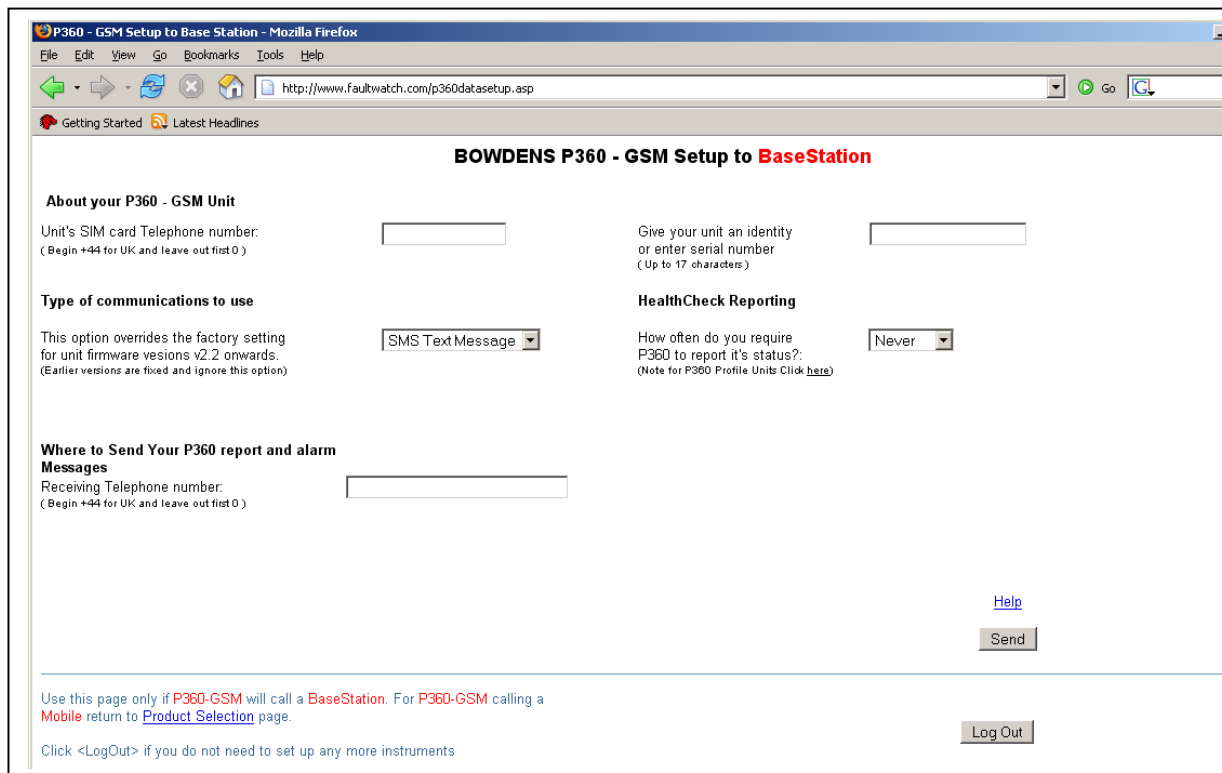 P360 - GSM Setup to Base Station - Mozilla Firefox
File Edit View Go Bookmarks Tools Help
http://www.faultwatch.com/p360datasetup.asp
Go
G
Getting Started Latest Headlines
BOWDENS P360 - GSM Setup to BaseStation
About your P360 - GSM Unit
Unit's SIM card Telephone number:
( Begin +44 for UK and leave out first 0 )
Give your unit an identity
or enter serial number
( Up to 17 characters )
Type of communications to use
HealthCheck Reporting
This option overrides the factory setting
for unit firmware vesions v2.2 onwards.
(Earlier versions are fixed and ignore this option)
SMS Text Message
How often do you require
P360 to report it's status?:
(Note for P360 Profile Units Click here)
Never
Where to Send Your P360 report and alarm
Messages
Receiving Telephone number:
( Begin +44 for UK and leave out first 0 )
Help
Send
Use this page only if P360-GSM will call a BaseStation. For P360-GSM calling a
Mobile return to Product Selection page.
Log Out
Click <LogOut> if you do not need to set up any more instruments